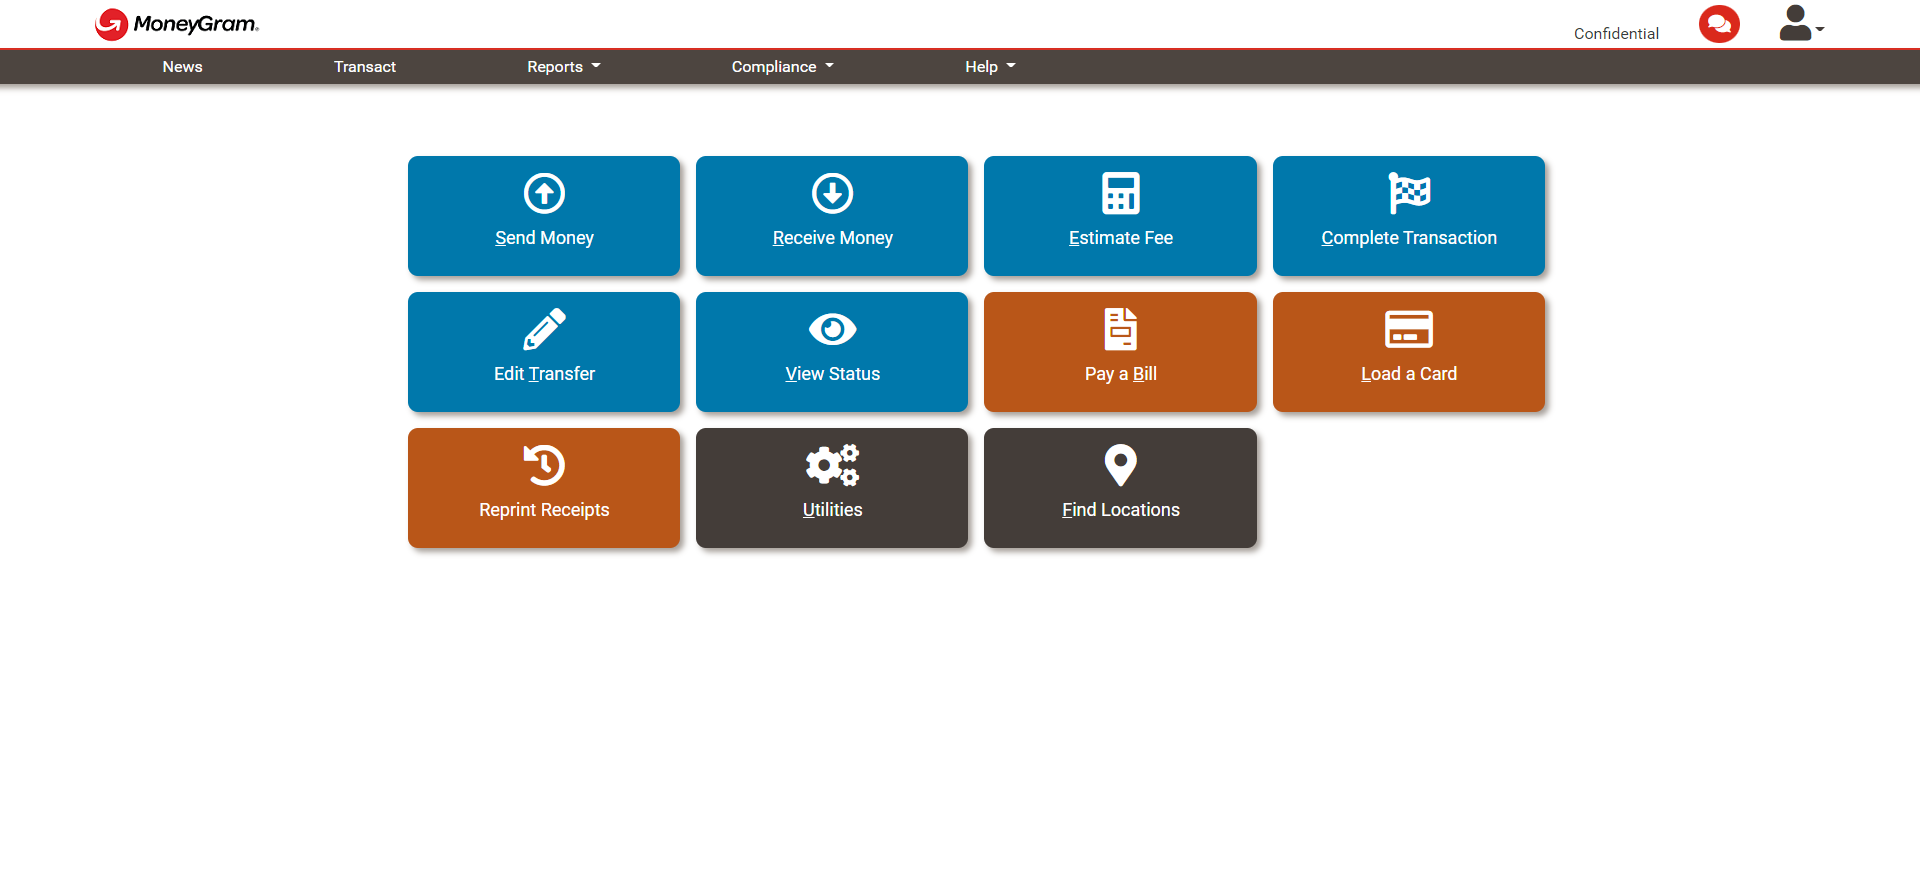 MoneyGram®
Confidential
News
Transact
Reports
Compliance
Help
Send Money
Receive Money
Estimate Fee
Complete Transaction
Edit Transfer
View Status
Pay a Bill
Load a Card
Reprint Receipts
Utilities
Find Locations